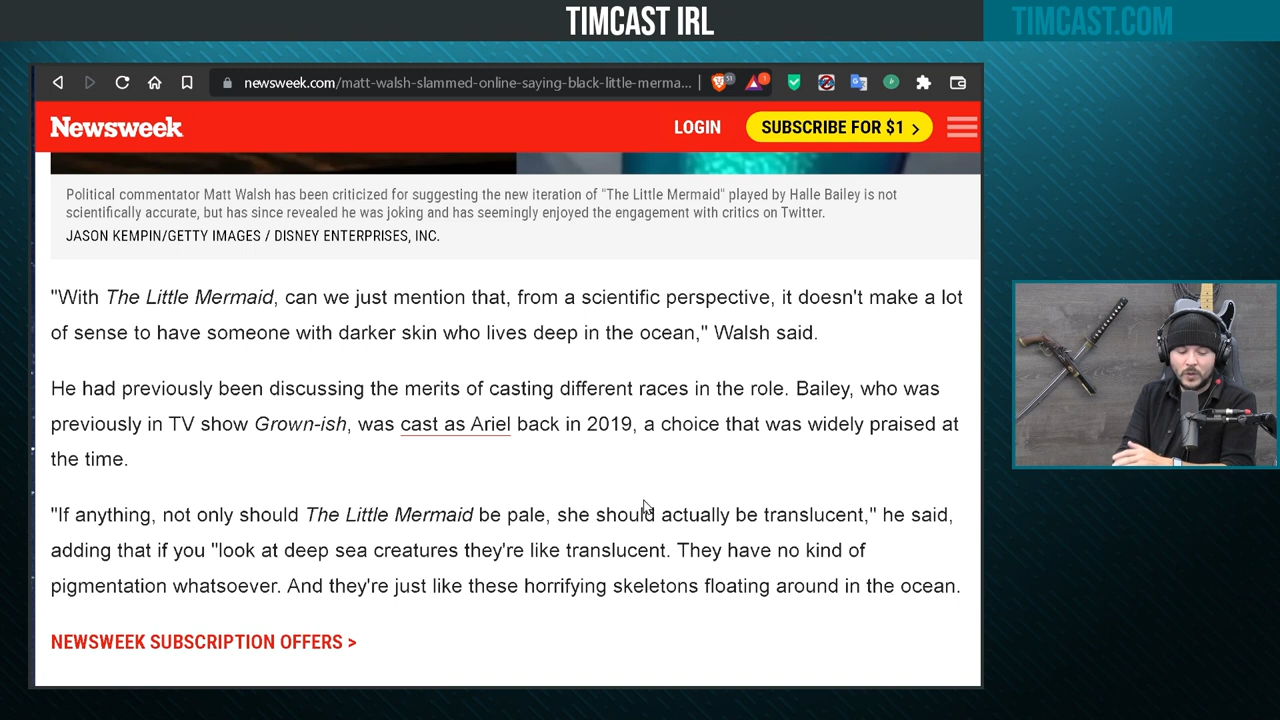 TIMCAST IRL
TIMCAST.COM
newsweek.com/matt-walsh-slammed-online-saying-black-little-merma...
51
1
Newsweek
LOGIN
SUBSCRIBE FOR $1 >
Political commentator Matt Walsh has been criticized for suggesting the new iteration of "The Little Mermaid" played by Halle Bailey is not
scientifically accurate, but has since revealed he was joking and has seemingly enjoyed the engagement with critics on Twitter.
JASON KEMPIN/GETTY IMAGES / DISNEY ENTERPRISES, INC.
"With The Little Mermaid, can we just mention that, from a scientific perspective, it doesn't make a lot
of sense to have someone with darker skin who lives deep in the ocean," Walsh said.
He had previously been discussing the merits of casting different races in the role. Bailey, who was
previously in TV show Grown-ish, was cast as Ariel back in 2019, a choice that was widely praised at
the time.
"If anything, not only should The Little Mermaid be pale, she should actually be translucent," he said,
adding that if you "look at deep sea creatures they're like translucent. They have no kind of
pigmentation whatsoever. And they're just like these horrifying skeletons floating around in the ocean.
NEWSWEEK SUBSCRIPTION OFFERS >